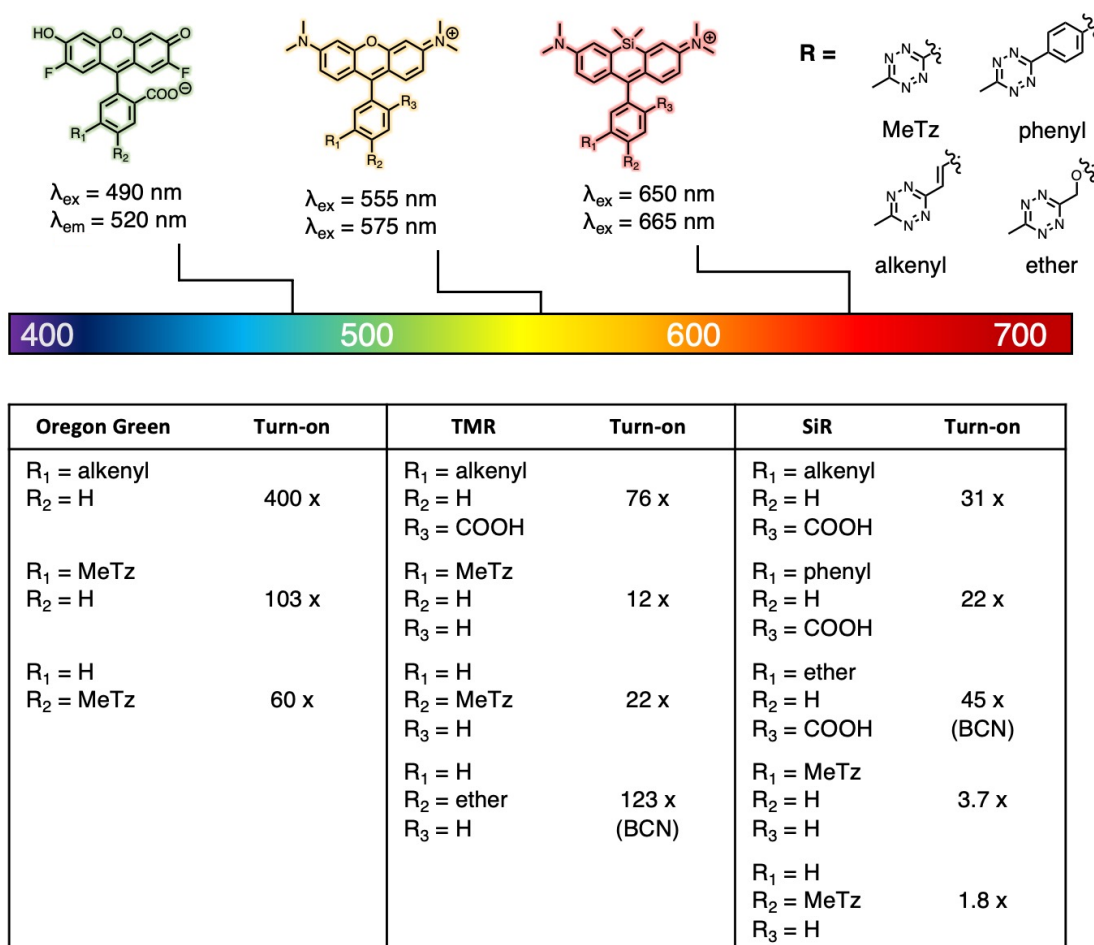 HO
O
O
F
F
COO⊖
R₁
R₂
λex = 490 nm
λem = 520 nm
N
O
N⊕
R₃
R₁
R₂
λex = 555 nm
λex = 575 nm
N
Si
N⊕
R₃
R₁
R₂
λex = 650 nm
λex = 665 nm
R =
N N
N N
MeTz
N N
N N
phenyl
N N
N N
alkenyl
O
N N
N N
ether
400 500 600 700
Oregon Green Turn-on TMR Turn-on SiR Turn-on
R₁ = alkenyl
R₂ = H 400 x
R₁ = MeTz
R₂ = H 103 x
R₁ = H
R₂ = MeTz 60 x
R₁ = alkenyl
R₂ = H 76 x
R₃ = COOH
R₁ = MeTz
R₂ = H 12 x
R₃ = H
R₁ = H
R₂ = MeTz 22 x
R₃ = H
R₁ = H
R₂ = ether 123 x
R₃ = H (BCN)
R₁ = alkenyl
R₂ = H 31 x
R₃ = COOH
R₁ = phenyl
R₂ = H 22 x
R₃ = COOH
R₁ = ether
R₂ = H 45 x
R₃ = COOH (BCN)
R₁ = MeTz
R₂ = H 3.7 x
R₃ = H
R₁ = H
R₂ = MeTz 1.8 x
R₃ = H